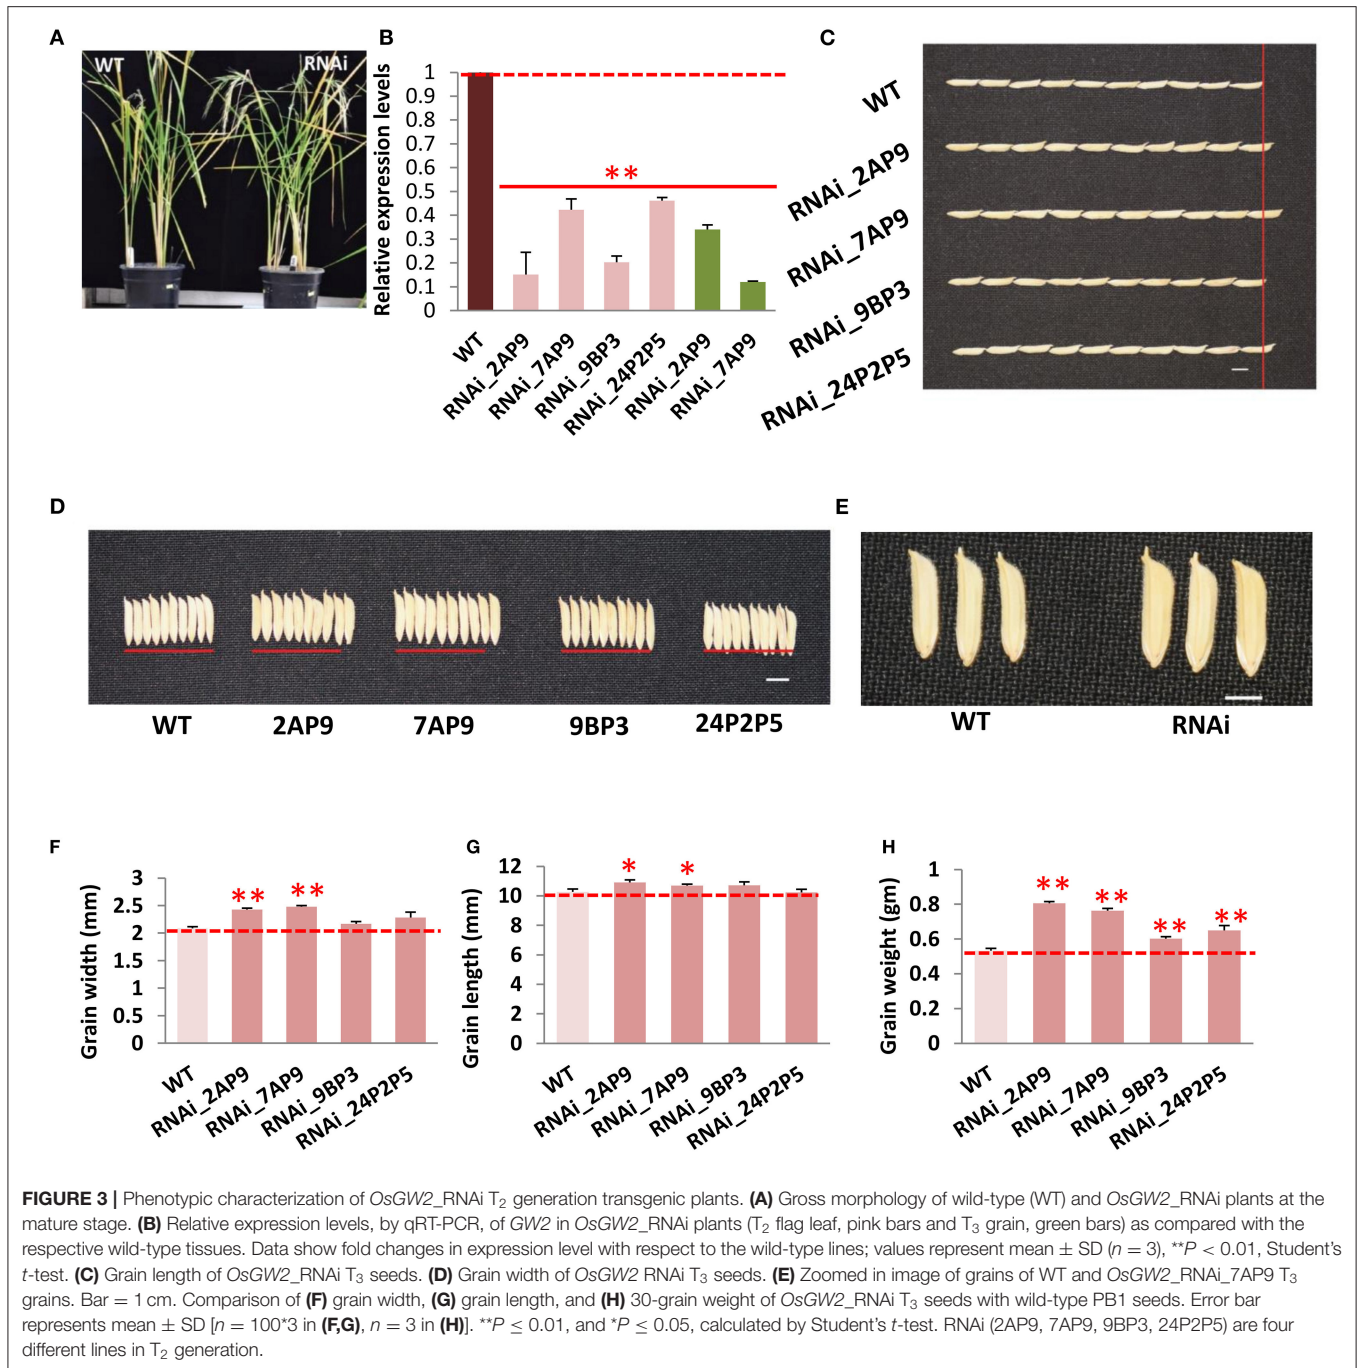 A
WT
RNAi
B
Relative expression levels
1
0.9
0.8
0.7
0.6
0.5
0.4
0.3
0.2
0.1
0
**
WT
RNAi_2AP9
RNAi_7AP9
RNAi_9BP3
RNAi_24P2P5
RNAi_2AP9
RNAi_7AP9
C
WT
RNAi_2AP9
RNAi_7AP9
RNAi_9BP3
RNAi_24P2P5
D
WT
2AP9
7AP9
9BP3
24P2P5
E
WT
RNAi
F
Grain width (mm)
3
2.5
2
1.5
1
0.5
0
**
**
WT
RNAi_2AP9
RNAi_7AP9
RNAi_9BP3
RNAi_24P2P5
G
Grain length (mm)
12
10
8
6
4
2
0
*
*
WT
RNAi_2AP9
RNAi_7AP9
RNAi_9BP3
RNAi_24P2P5
H
Grain weight (gm)
1
0.8
0.6
0.4
0.2
0
**
**
**
**
WT
RNAi_2AP9
RNAi_7AP9
RNAi_9BP3
RNAi_24P2P5
FIGURE 3 | Phenotypic characterization of OsGW2_RNAi T2 generation transgenic plants. (A) Gross morphology of wild-type (WT) and OsGW2_RNAi plants at the
mature stage. (B) Relative expression levels, by qRT-PCR, of GW2 in OsGW2_RNAi plants (T2 flag leaf, pink bars and T3 grain, green bars) as compared with the
respective wild-type tissues. Data show fold changes in expression level with respect to the wild-type lines; values represent mean ± SD (n = 3), **P < 0.01, Student's
t-test. (C) Grain length of OsGW2_RNAi T3 seeds. (D) Grain width of OsGW2 RNAi T3 seeds. (E) Zoomed in image of grains of WT and OsGW2_RNAi_7AP9 T3
grains. Bar = 1 cm. Comparison of (F) grain width, (G) grain length, and (H) 30-grain weight of OsGW2_RNAi T3 seeds with wild-type PB1 seeds. Error bar
represents mean ± SD [n = 100*3 in (F,G), n = 3 in (H)]. **P ≤ 0.01, and *P ≤ 0.05, calculated by Student's t-test. RNAi (2AP9, 7AP9, 9BP3, 24P2P5) are four
different lines in T2 generation.